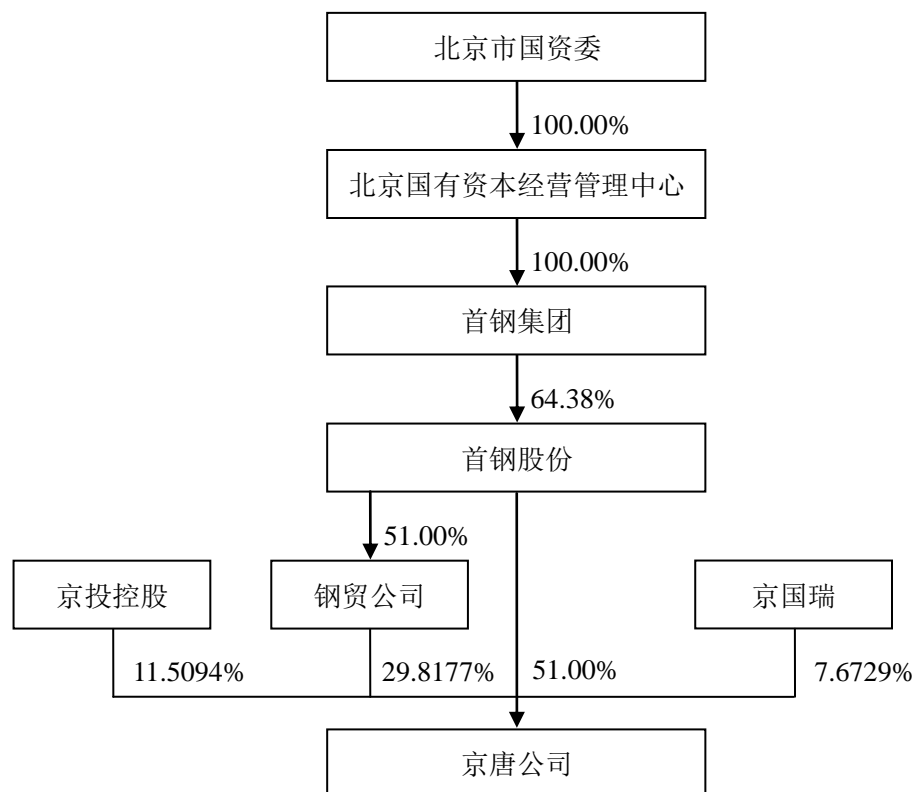 北京市国资委
100.00%
北京国有资本经营管理中心
100.00%
首钢集团
64.38%
首钢股份
51.00%
京投控股
钢贸公司
京国瑞
11.5094%
29.8177%
51.00%
7.6729%
京唐公司